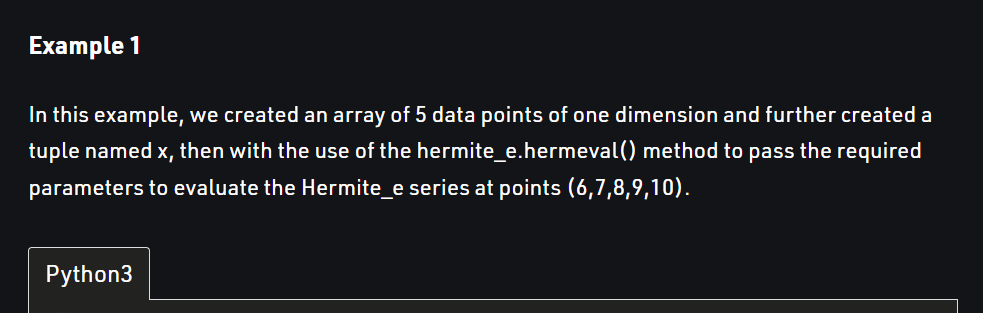 Example 1
In this example, we created an array of 5 data points of one dimension and further created a
tuple named x, then with the use of the hermite_e.hermeval() method to pass the required
parameters to evaluate the Hermite_e series at points (6,7,8,9,10).
Python3